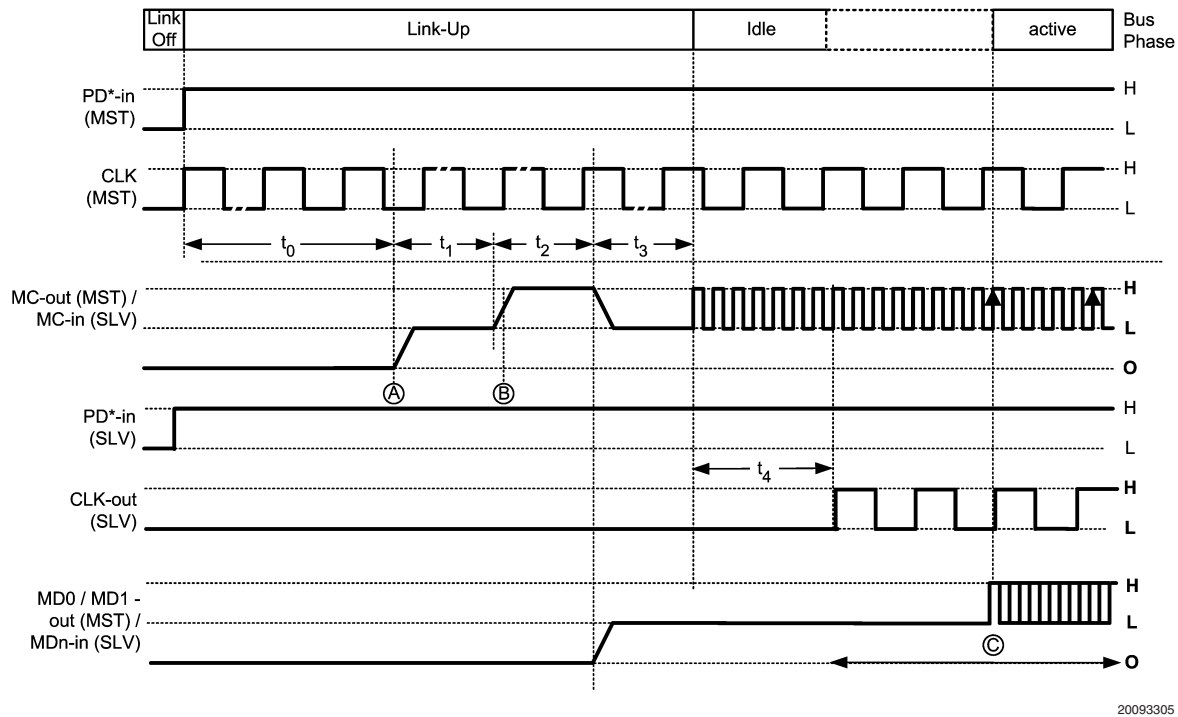 Link
Off
Link-Up
Idle
active
Bus
Phase
PD*-in
(MST)
H
L
CLK
(MST)
H
L
t0
t1
t2
t3
MC-out (MST) /
MC-in (SLV)
H
L
O
A
B
PD*-in
(SLV)
H
L
t4
CLK-out
(SLV)
H
L
MD0 / MD1 -
out (MST) /
MDn-in (SLV)
H
L
C
O
20093305